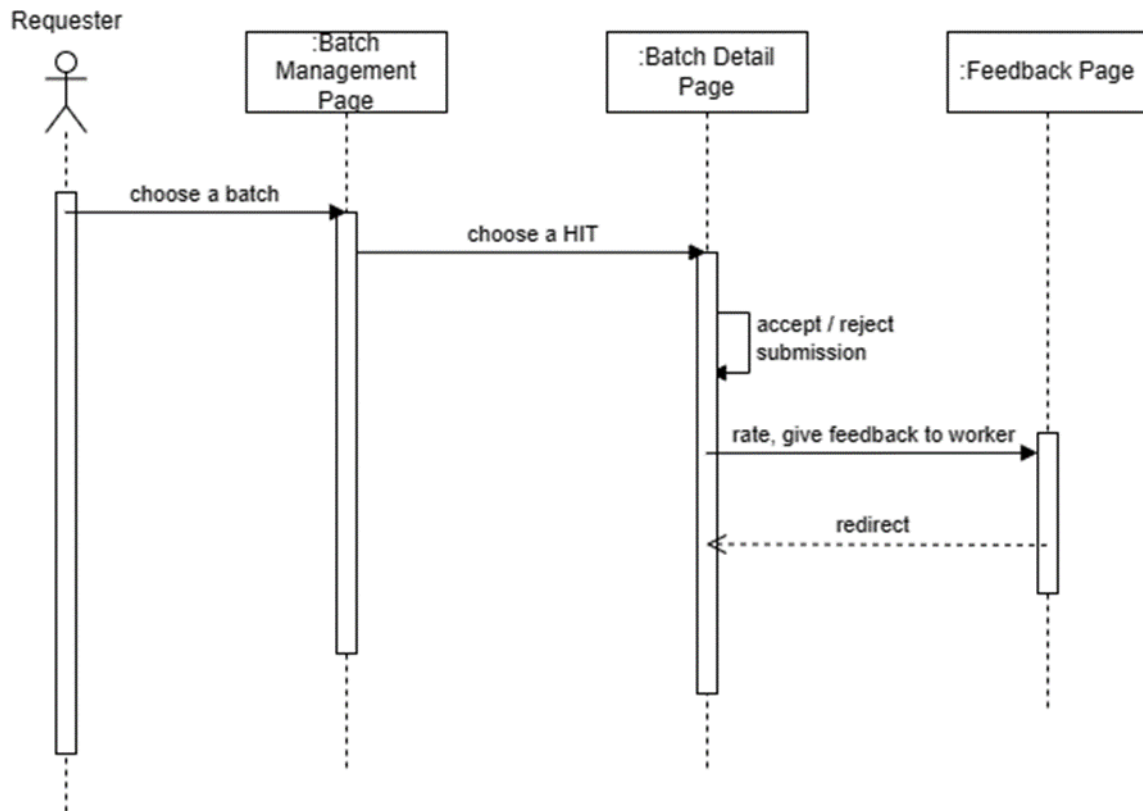 Requester
:Batch
Management
Page
:Batch Detail
Page
:Feedback Page
choose a batch
choose a HIT
accept / reject
submission
rate, give feedback to worker
redirect